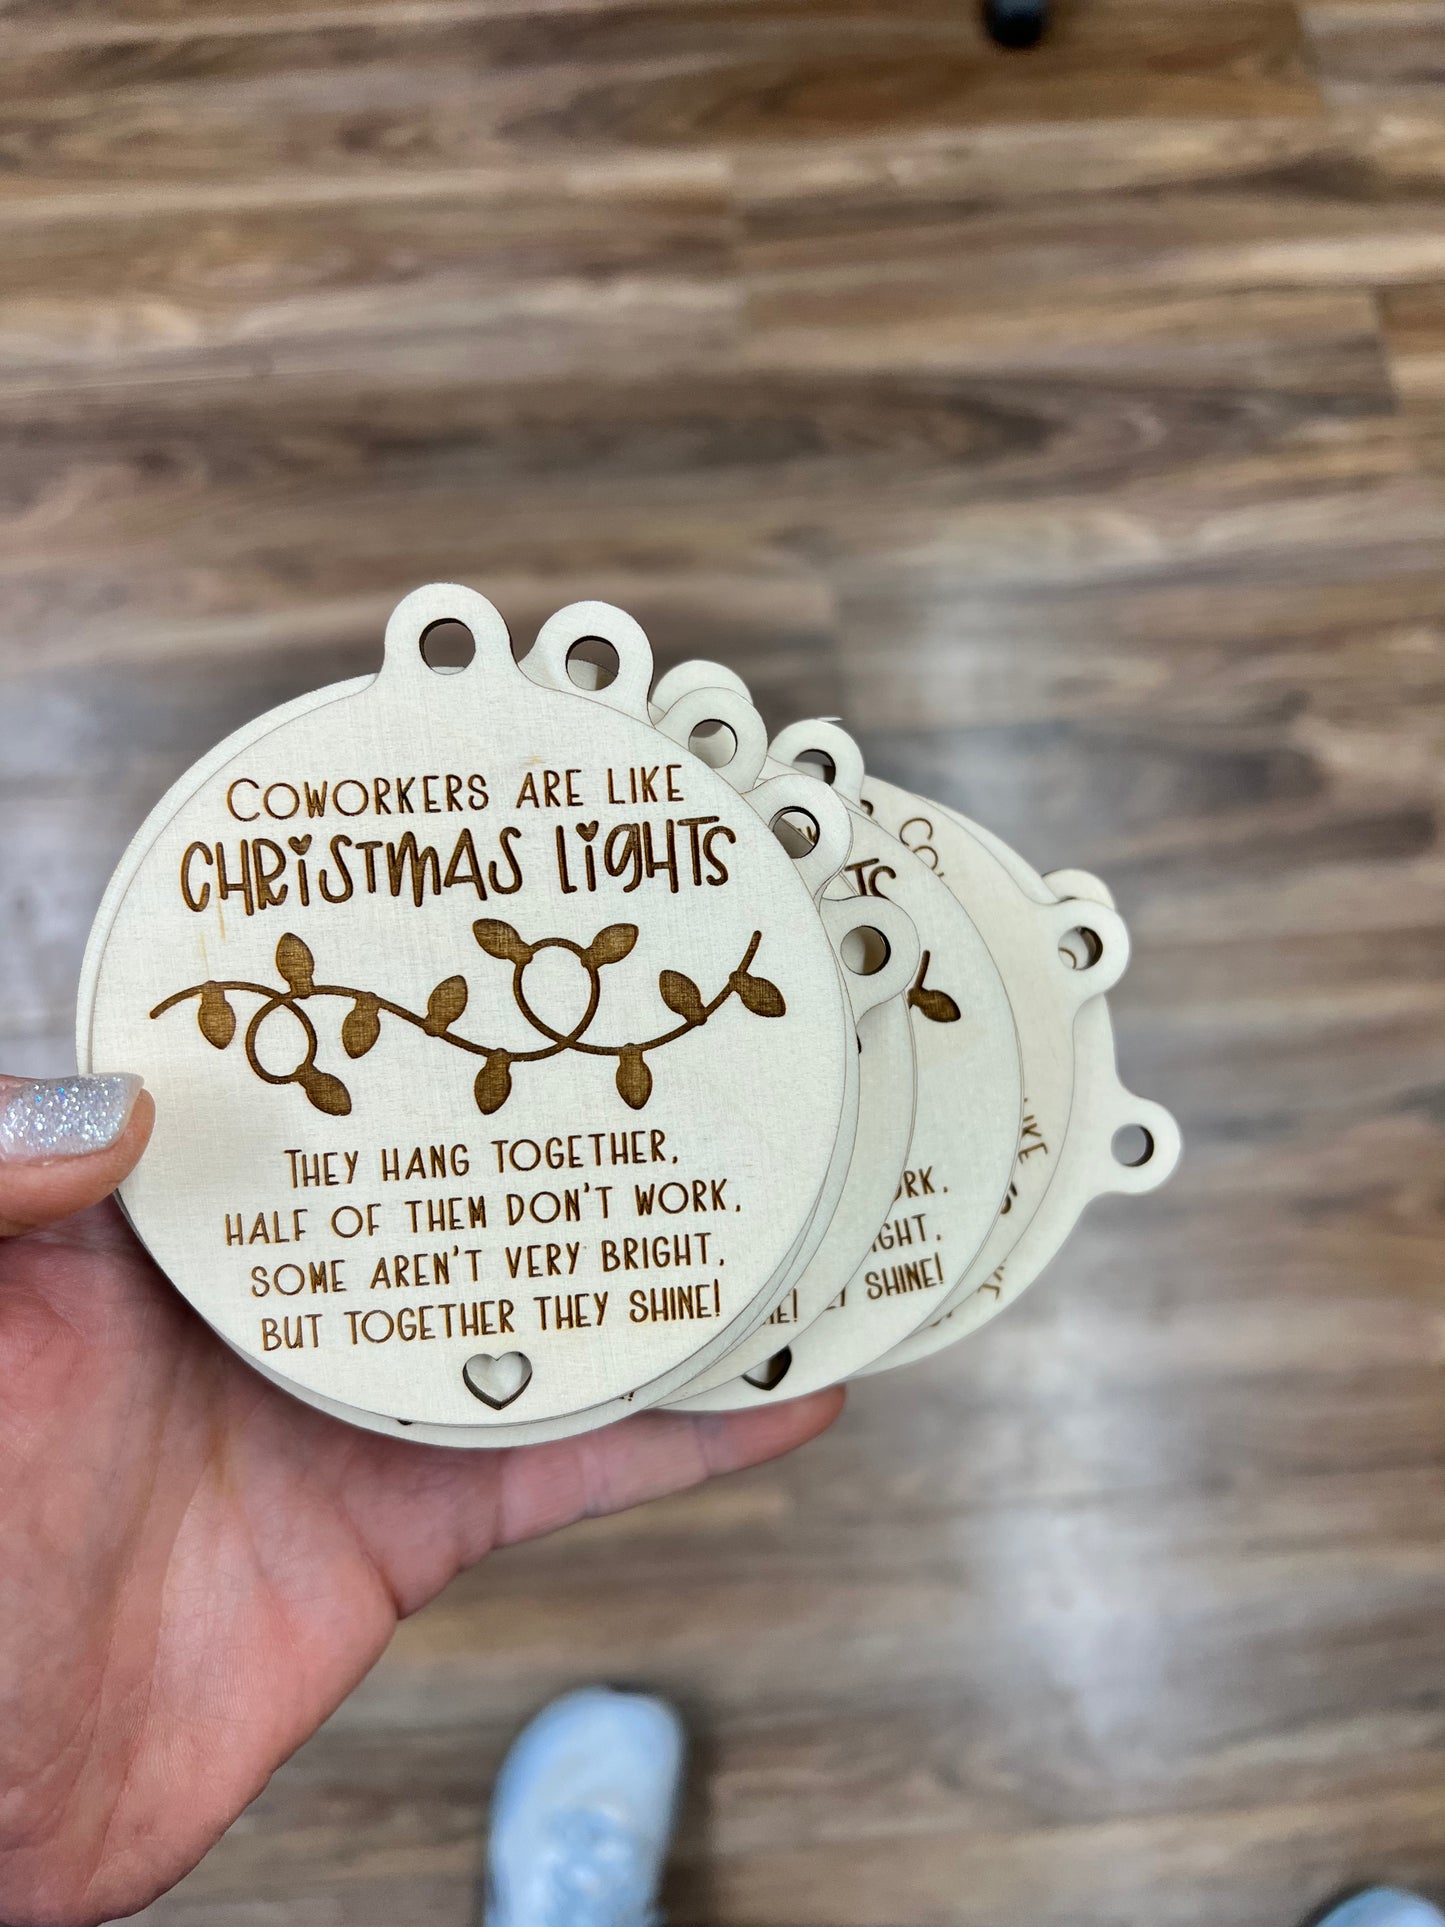 Coworkers are like
Christmas Lights
They hang together,
half of them don't work,
some aren't very bright,
but together they shine!
shine!